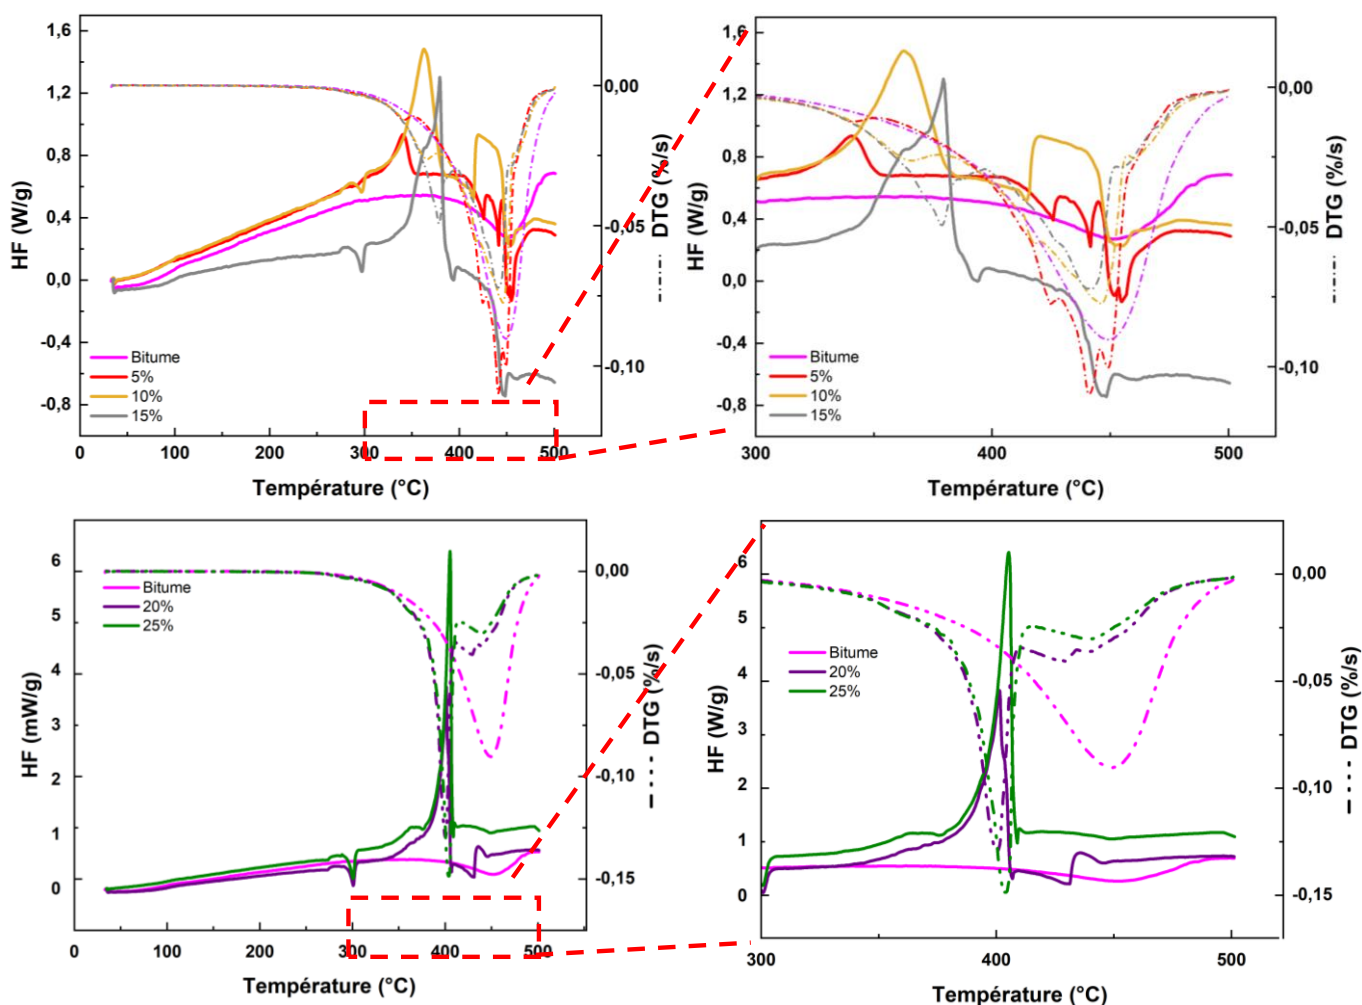 1,6
1,2
0,8
0,4
0,0
-0,4
-0,8
HF (W/g)
0,00
-0,05
-0,10
DTG (%/s)
Bitume
5%
10%
15%
0 100 200 300 400 500
Température (°C)
1,6
1,2
0,8
0,4
0,0
-0,4
-0,8
HF (W/g)
0,00
-0,05
-0,10
DTG (%/s)
Bitume
5%
10%
15%
300 400 500
Température (°C)
6
5
4
3
2
1
0
HF (mW/g)
0,00
-0,05
-0,10
-0,15
DTG (%/s)
Bitume
20%
25%
0 100 200 300 400 500
Température (°C)
6
5
4
3
2
1
0
HF (W/g)
0,00
-0,05
-0,10
-0,15
DTG (%/s)
Bitume
20%
25%
300 400 500
Température (°C)